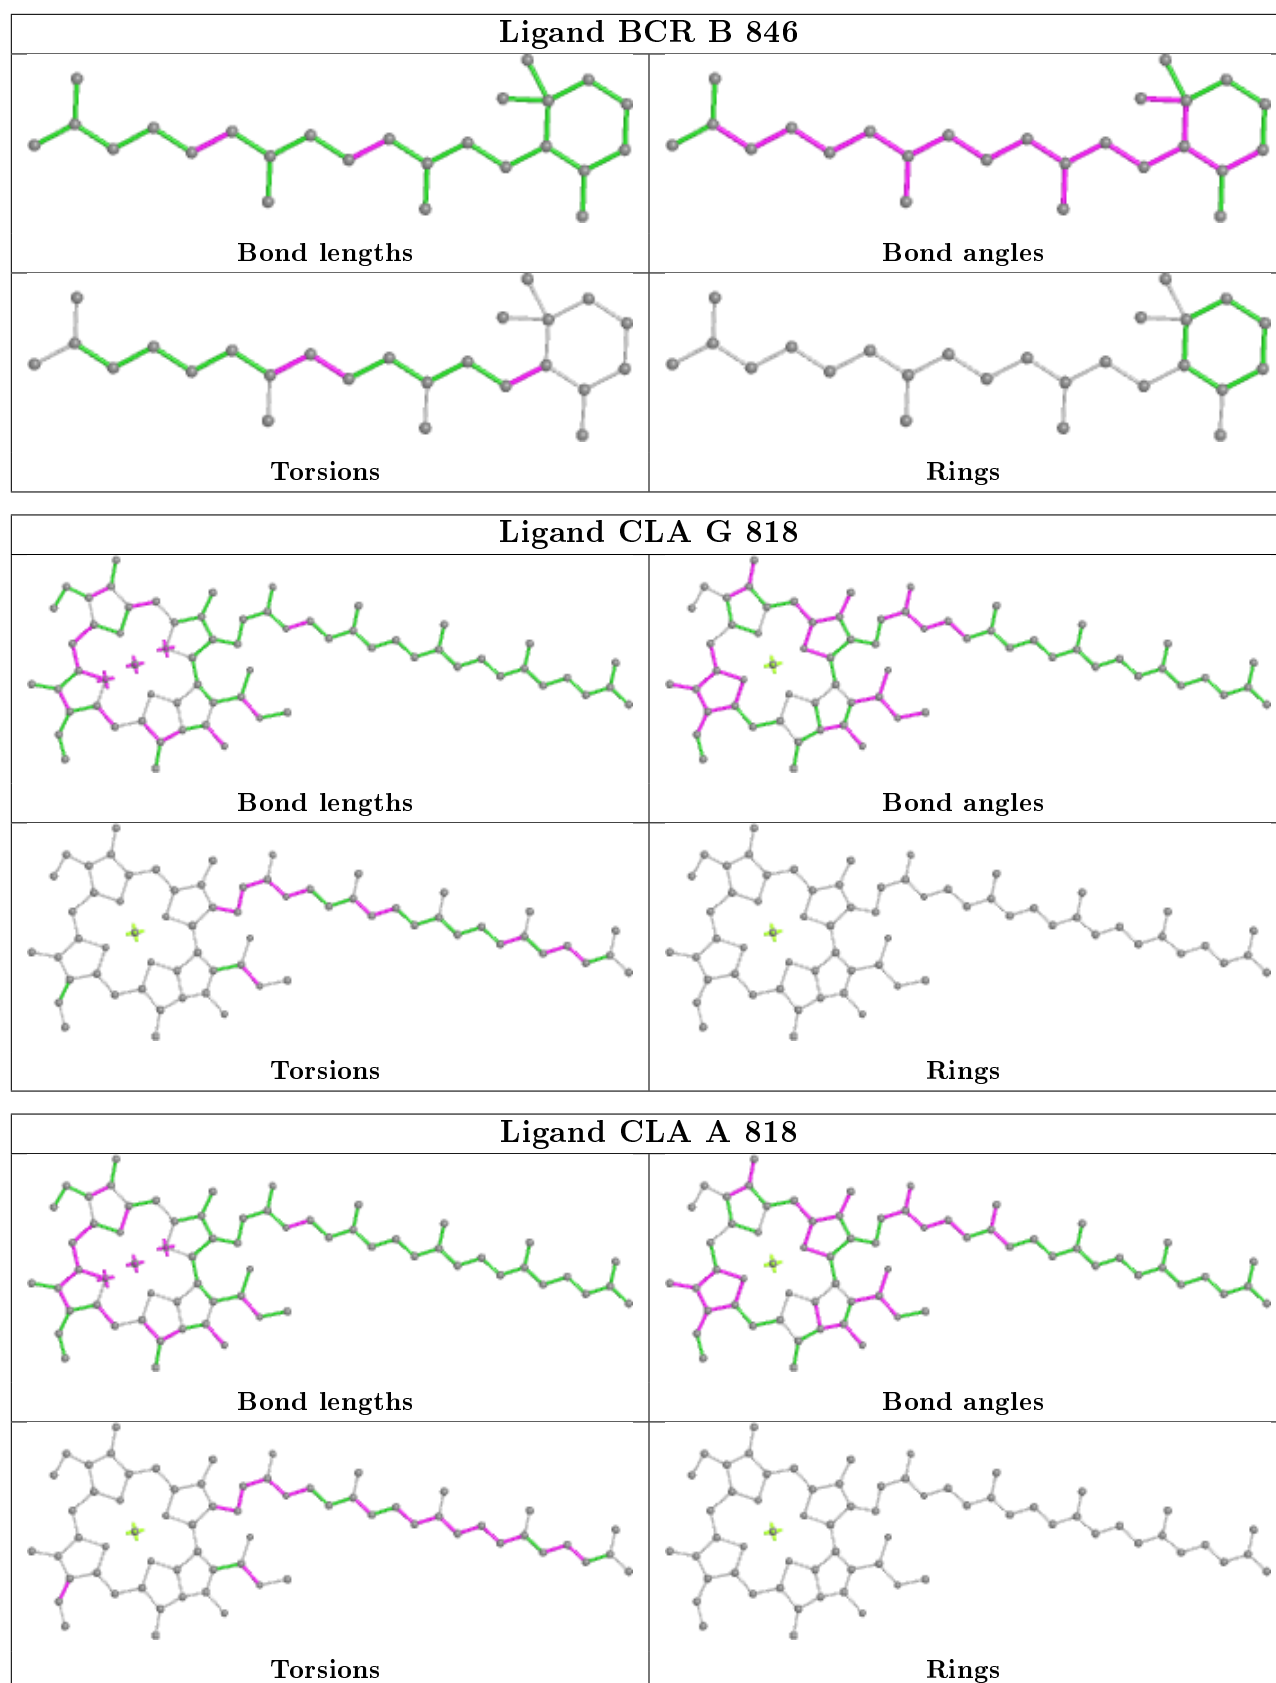 Ligand BCR B 846
Bond lengths
Bond angles
Torsions
Rings
Ligand CLA G 818
Bond lengths
Bond angles
Torsions
Rings
Ligand CLA A 818
Bond lengths
Bond angles
Torsions
Rings